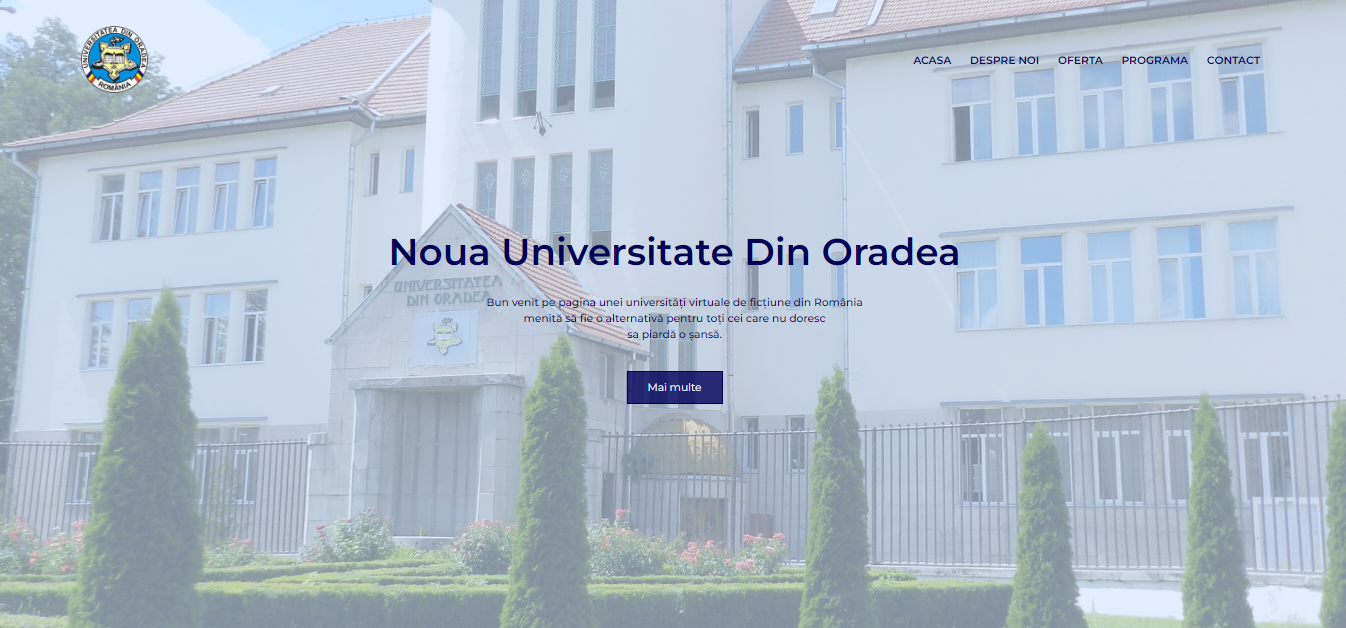 UNIVERSITATEA DIN ORADEA
ROMÂNIA
ACASA DESPRE NOI OFERTA PROGRAMA CONTACT
Noua Universitate Din Oradea
UNIVERSITATEA
DIN ORADEA
Bun venit pe pagina unei universități virtuale de ficțiune din România
menită să fie o alternativă pentru toți cei care nu doresc
sa piardă o șansă.
Mai multe